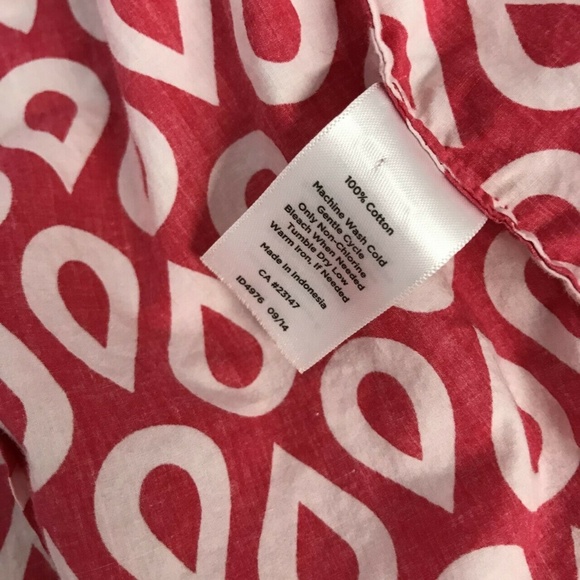 100% Cotton
Machine Wash Cold
Gentle Cycle
Only Non-Chlorine
Bleach When Needed
Tumble Dry Low
Warm Iron, if Needed
Made in Indonesia
CA #23147
ID4976 09/14